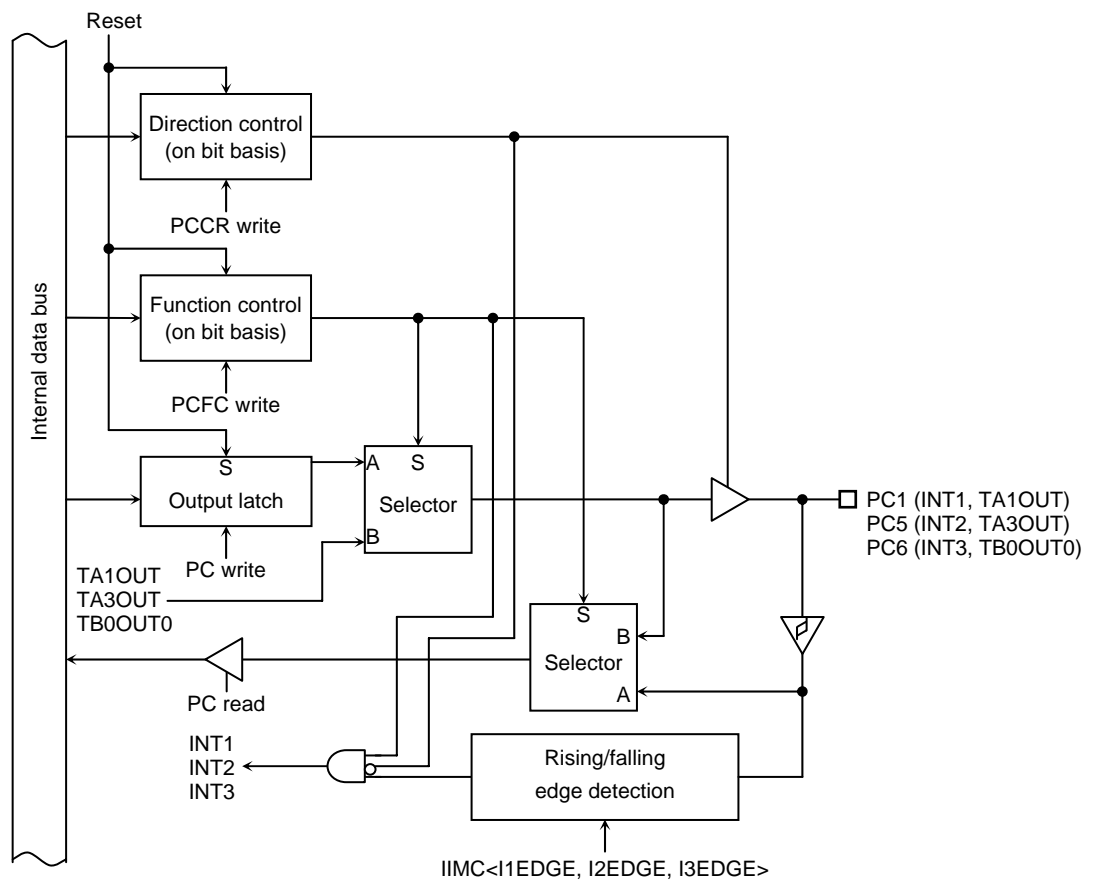 Reset
Internal data bus
Direction control
(on bit basis)
PCCR write
Function control
(on bit basis)
PCFC write
S
Output latch
PC write
A
S
Selector
B
TA1OUT
TA3OUT
TB0OUT0
PC1 (INT1, TA1OUT)
PC5 (INT2, TA3OUT)
PC6 (INT3, TB0OUT0)
S
B
Selector
A
PC read
INT1
INT2
INT3
Rising/falling
edge detection
IIMC<I1EDGE, I2EDGE, I3EDGE>